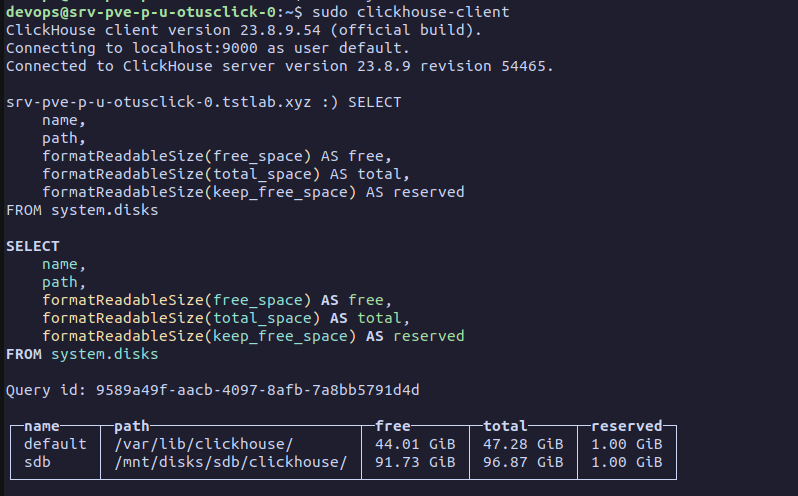 devops@srv-pve-p-u-otusclick-0:~$ sudo clickhouse-client
ClickHouse client version 23.8.9.54 (official build).
Connecting to localhost:9000 as user default.
Connected to ClickHouse server version 23.8.9 revision 54465.
srv-pve-p-u-otusclick-0.tstlab.xyz :) SELECT
name,
path,
formatReadableSize(free_space) AS free,
formatReadableSize(total_space) AS total,
formatReadableSize(keep_free_space) AS reserved
FROM system.disks
SELECT
name,
path,
formatReadableSize(free_space) AS free,
formatReadableSize(total_space) AS total,
formatReadableSize(keep_free_space) AS reserved
FROM system.disks
Query id: 9589a49f-aacb-4097-8afb-7a8bb5791d4d
name path free total reserved
default /var/lib/clickhouse/ 44.01 GiB 47.28 GiB 1.00 GiB
sdb /mnt/disks/sdb/clickhouse/ 91.73 GiB 96.87 GiB 1.00 GiB